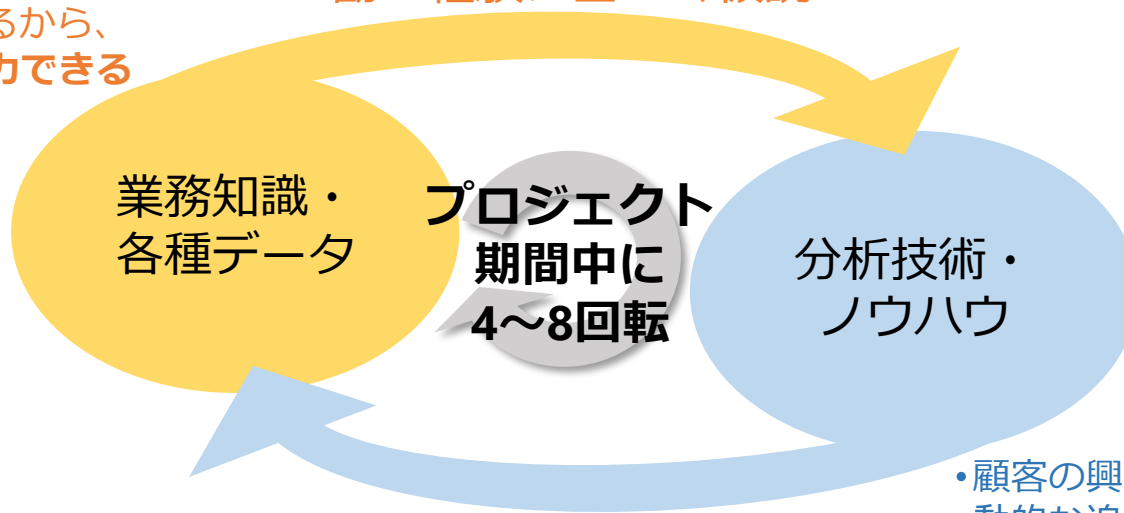 るから、
力できる
業務知識・
各種データ
プロジェクト
期間中に
4～8回転
分析技術・
ノウハウ
•顧客の興